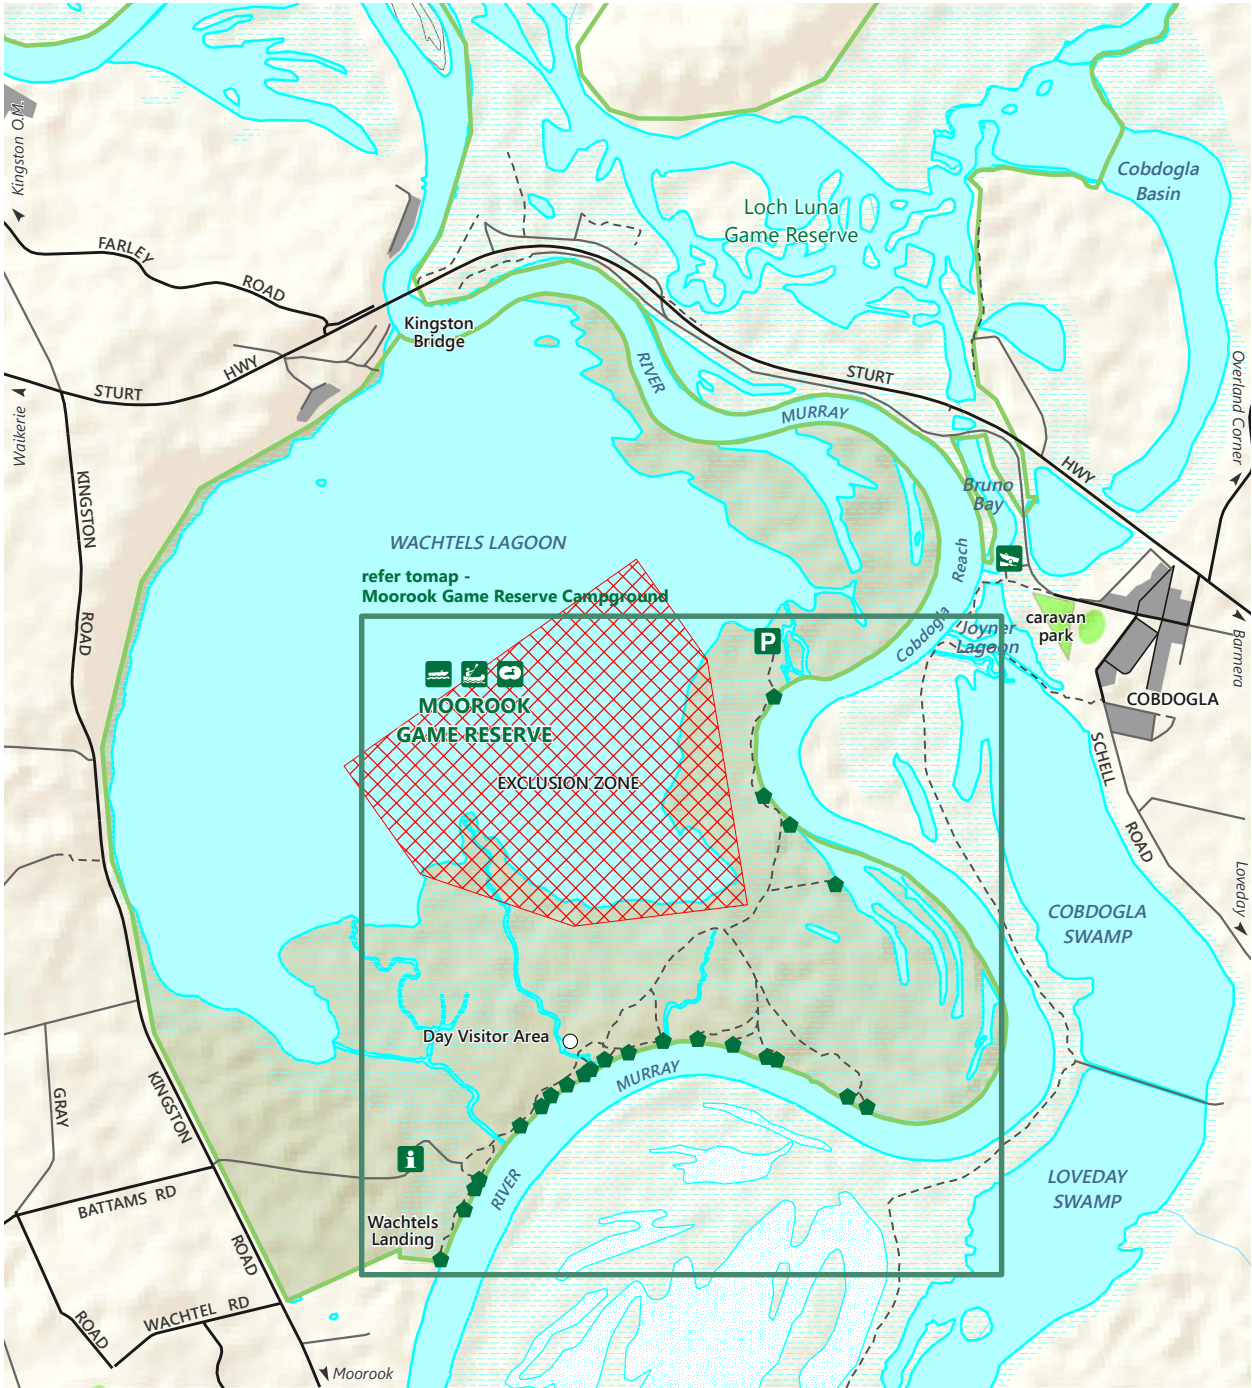 Kingston O.M.
Cobdogla
Basin
Loch Luna
Game Reserve
FARLEY
ROAD
Kingston
Bridge
STURT
HWY
RIVER
STURT
MURRAY
HWY
Overland Corner
Waikerie
KINGSTON
ROAD
Bruno
Bay
WACHTELS LAGOON
Reach
refer tomap -
Moorook Game Reserve Campground
P
Cobdogla
Joyner
Lagoon
caravan
park
Barmera
MOOROOK
GAME RESERVE
COBDOGLA
EXCLUSION ZONE
SCHELL
ROAD
Loveday
COBDOGLA
SWAMP
Day Visitor Area
MURRAY
GRAY
KINGSTON
i
RIVER
LOVEDAY
SWAMP
BATTAMS RD
Wachtels
Landing
ROAD
WACHTEL RD
ROAD
Moorook